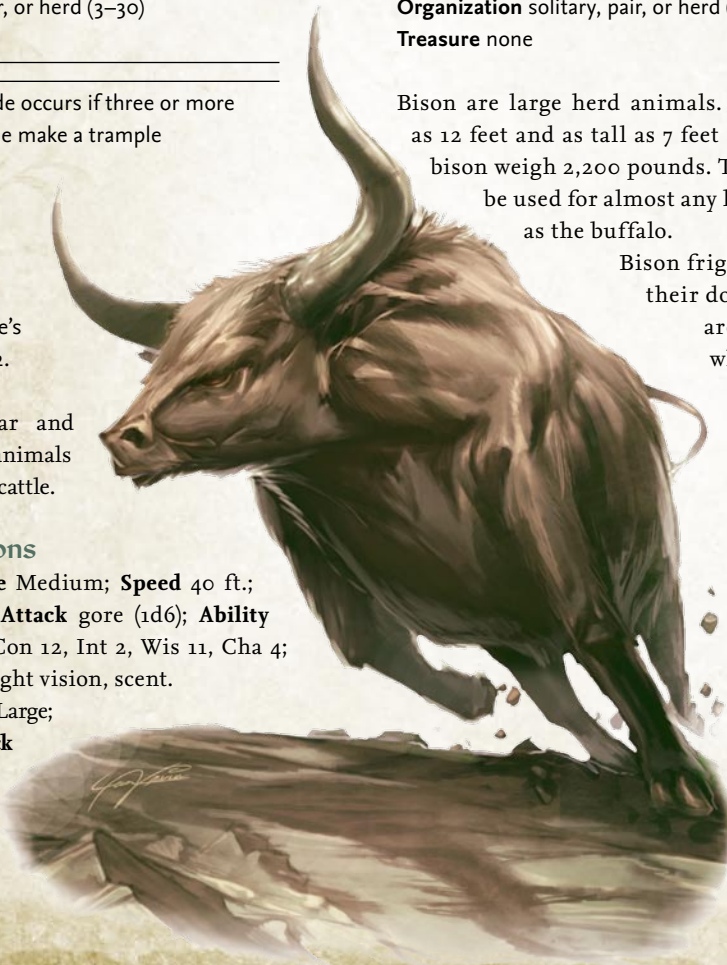 , or herd (3–30)
de occurs if three or more
e make a trample
e's
2.
ar and
animals
cattle.
ons
e Medium; Speed 40 ft.;
Attack gore (1d6); Ability
Con 12, Int 2, Wis 11, Cha 4;
ght vision, scent.
Large;
ck
Organization solitary, pair, or herd (
Treasure none
Bison are large herd animals.
as 12 feet and as tall as 7 feet
bison weigh 2,200 pounds. T
be used for almost any
as the buffalo.
Bison frig
their do
ar
w